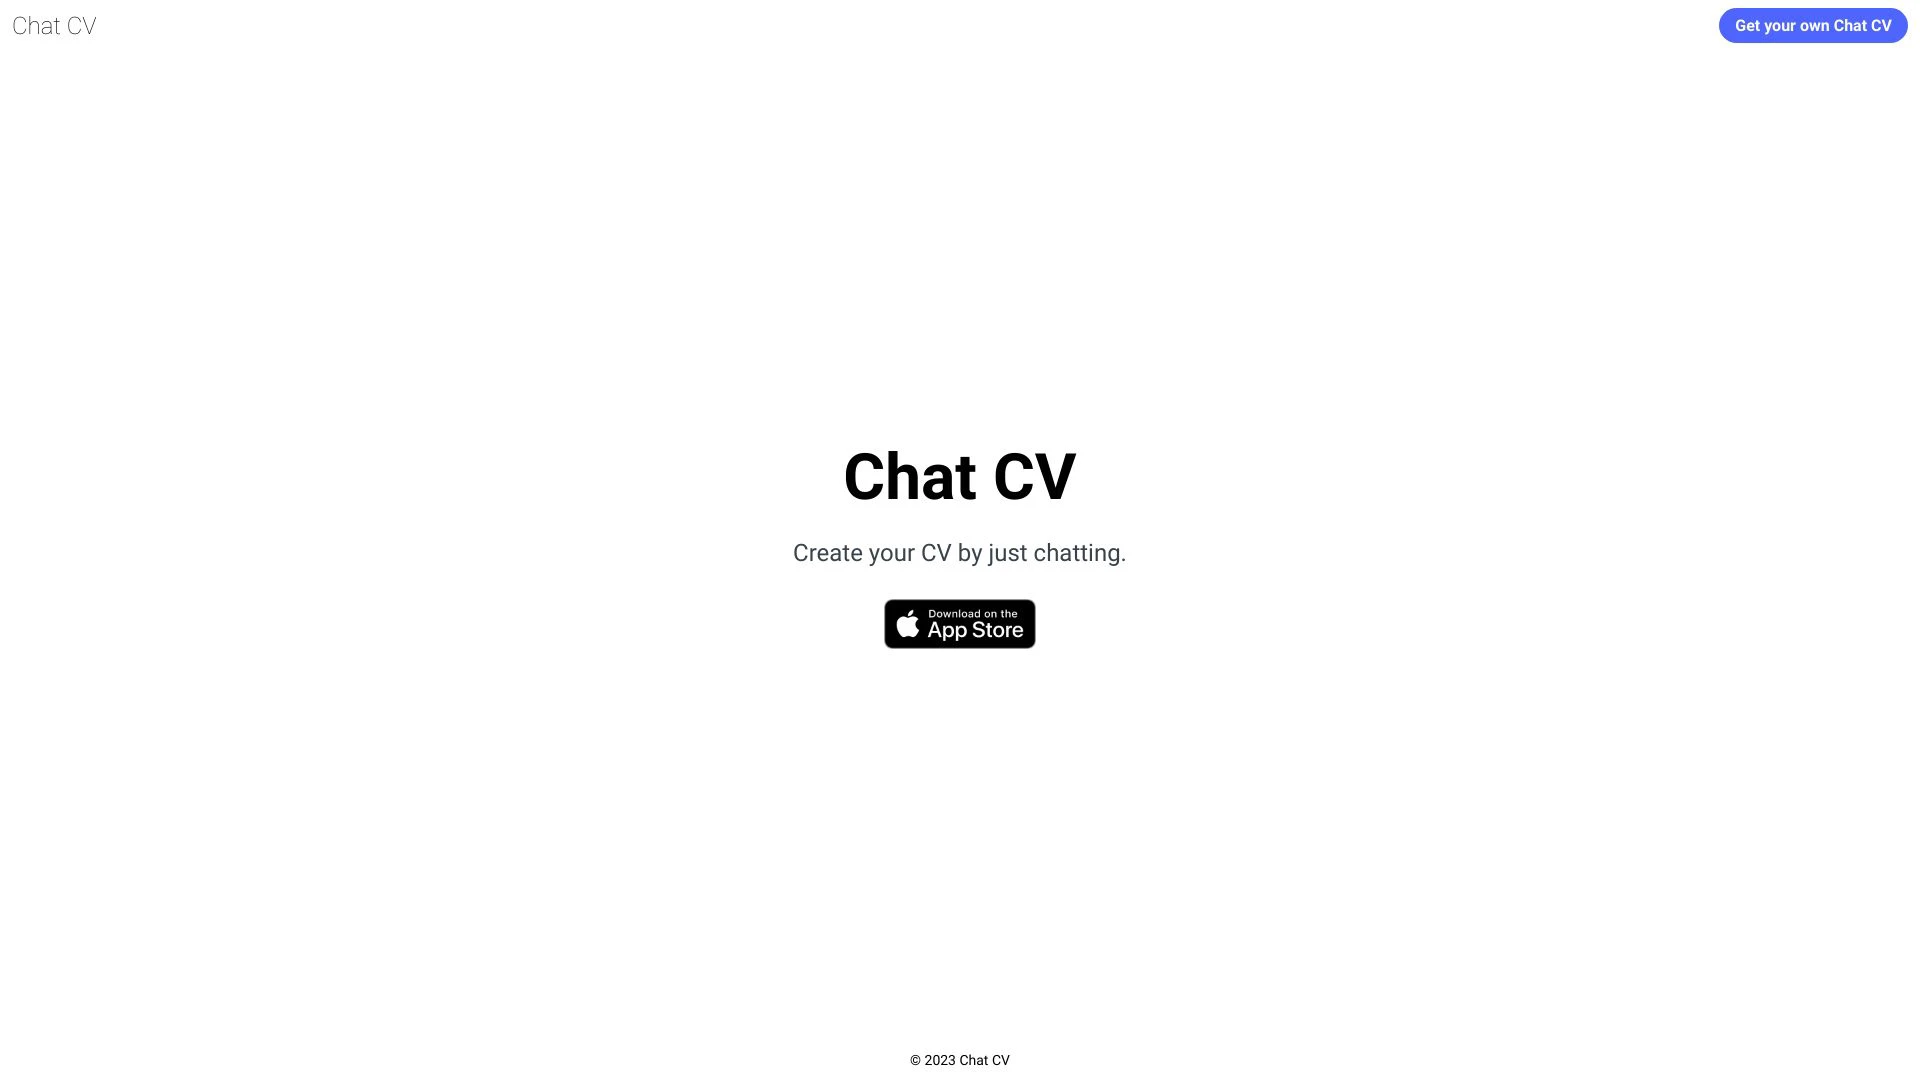 Chat CV
Get your own Chat CV
Chat CV
Create your CV by just chatting.
Download on the
App Store
© 2023 Chat CV